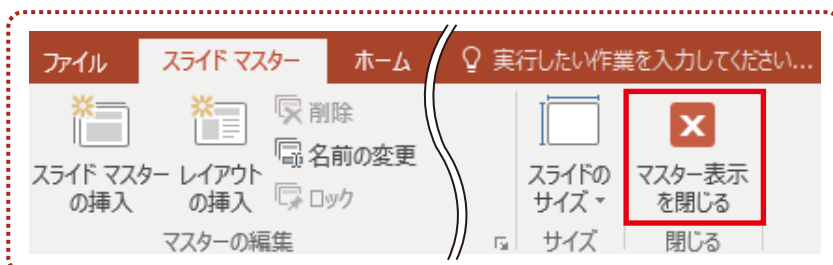 ファイル スライド マスター ホーム 実行したい作業を入力してください...
スライド マスター
の挿入
レイアウト
の挿入
削除
名前の変更
ロック
マスターの編集
スライドの
サイズ
サイズ
マスター表示
を閉じる
閉じる